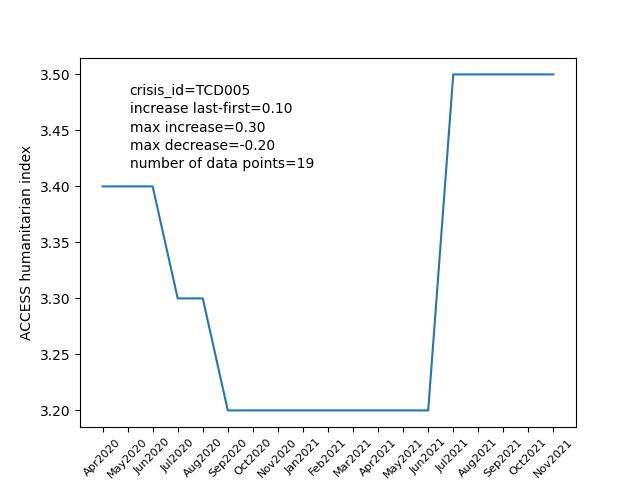 crisis_id=TCD005
increase last-first=0.10
max increase=0.30
max decrease=-0.20
number of data points=19
ACCESS humanitarian index
3.50
3.45
3.40
3.35
3.30
3.25
3.20
Apr2020
May2020
Jun2020
Jul2020
Aug2020
Sep2020
Oct2020
Nov2020
Jan2021
Feb2021
Mar2021
Apr2021
May2021
Jun2021
Jul2021
Aug2021
Sep2021
Oct2021
Nov2021